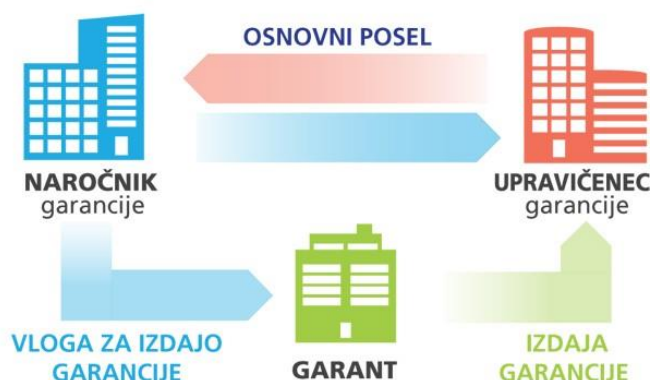 OSNOVNI POSEL
NAROČNIK
garancije
UPRAVIČENEC
garancije
VLOGA ZA IZDAJO
GARANCIJE
GARANT
IZDAJA
GARANCIJE